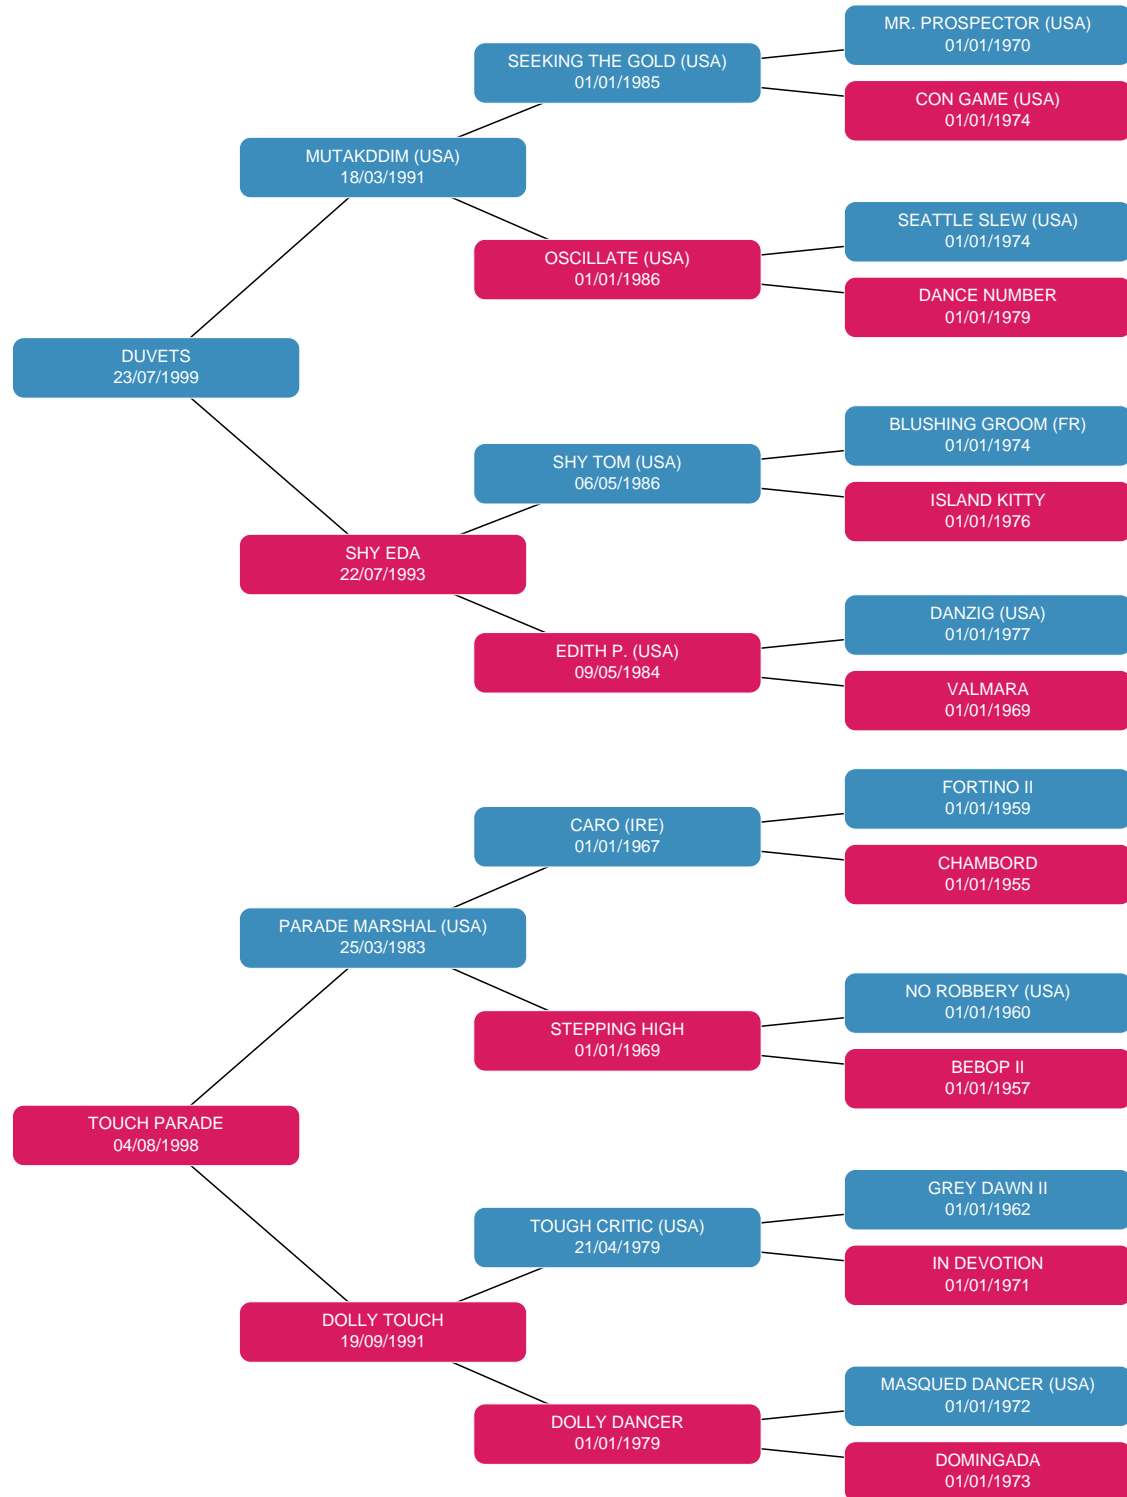 MR. PROSPECTOR (USA)
01/01/1970
SEEKING THE GOLD (USA)
01/01/1985
CON GAME (USA)
01/01/1974
MUTAKDDIM (USA)
18/03/1991
SEATTLE SLEW (USA)
01/01/1974
OSCILLATE (USA)
01/01/1986
DANCE NUMBER
01/01/1979
DUVETS
23/07/1999
BLUSHING GROOM (FR)
01/01/1974
SHY TOM (USA)
06/05/1986
ISLAND KITTY
01/01/1976
SHY EDA
22/07/1993
DANZIG (USA)
01/01/1977
EDITH P. (USA)
09/05/1984
VALMARA
01/01/1969
FORTINO II
01/01/1959
CARO (IRE)
01/01/1967
CHAMBORD
01/01/1955
PARADE MARSHAL (USA)
25/03/1983
NO ROBBERY (USA)
01/01/1960
STEPPING HIGH
01/01/1969
BEBOP II
01/01/1957
TOUCH PARADE
04/08/1998
GREY DAWN II
01/01/1962
TOUGH CRITIC (USA)
21/04/1979
IN DEVOTION
01/01/1971
DOLLY TOUCH
19/09/1991
MASQUED DANCER (USA)
01/01/1972
DOLLY DANCER
01/01/1979
DOMINGADA
01/01/1973